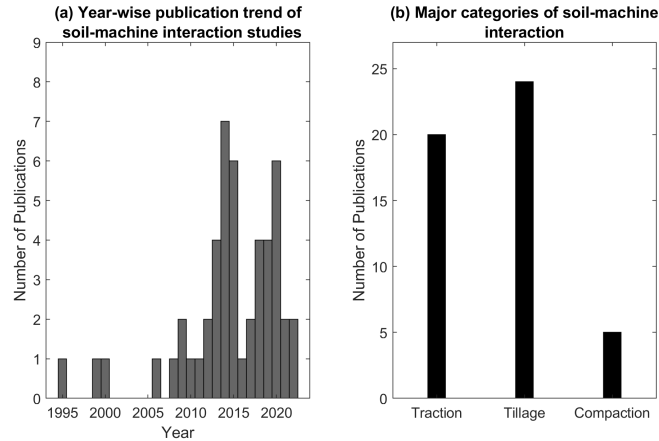 (a) Year-wise publication trend of
soil-machine interaction studies
9
8
7
6
5
4
3
2
1
0
Number of Publications
1995 2000 2005 2010 2015 2020
Year
(b) Major categories of soil-machine
interaction
25
20
15
10
5
0
Number of Publications
Traction Tillage Compaction